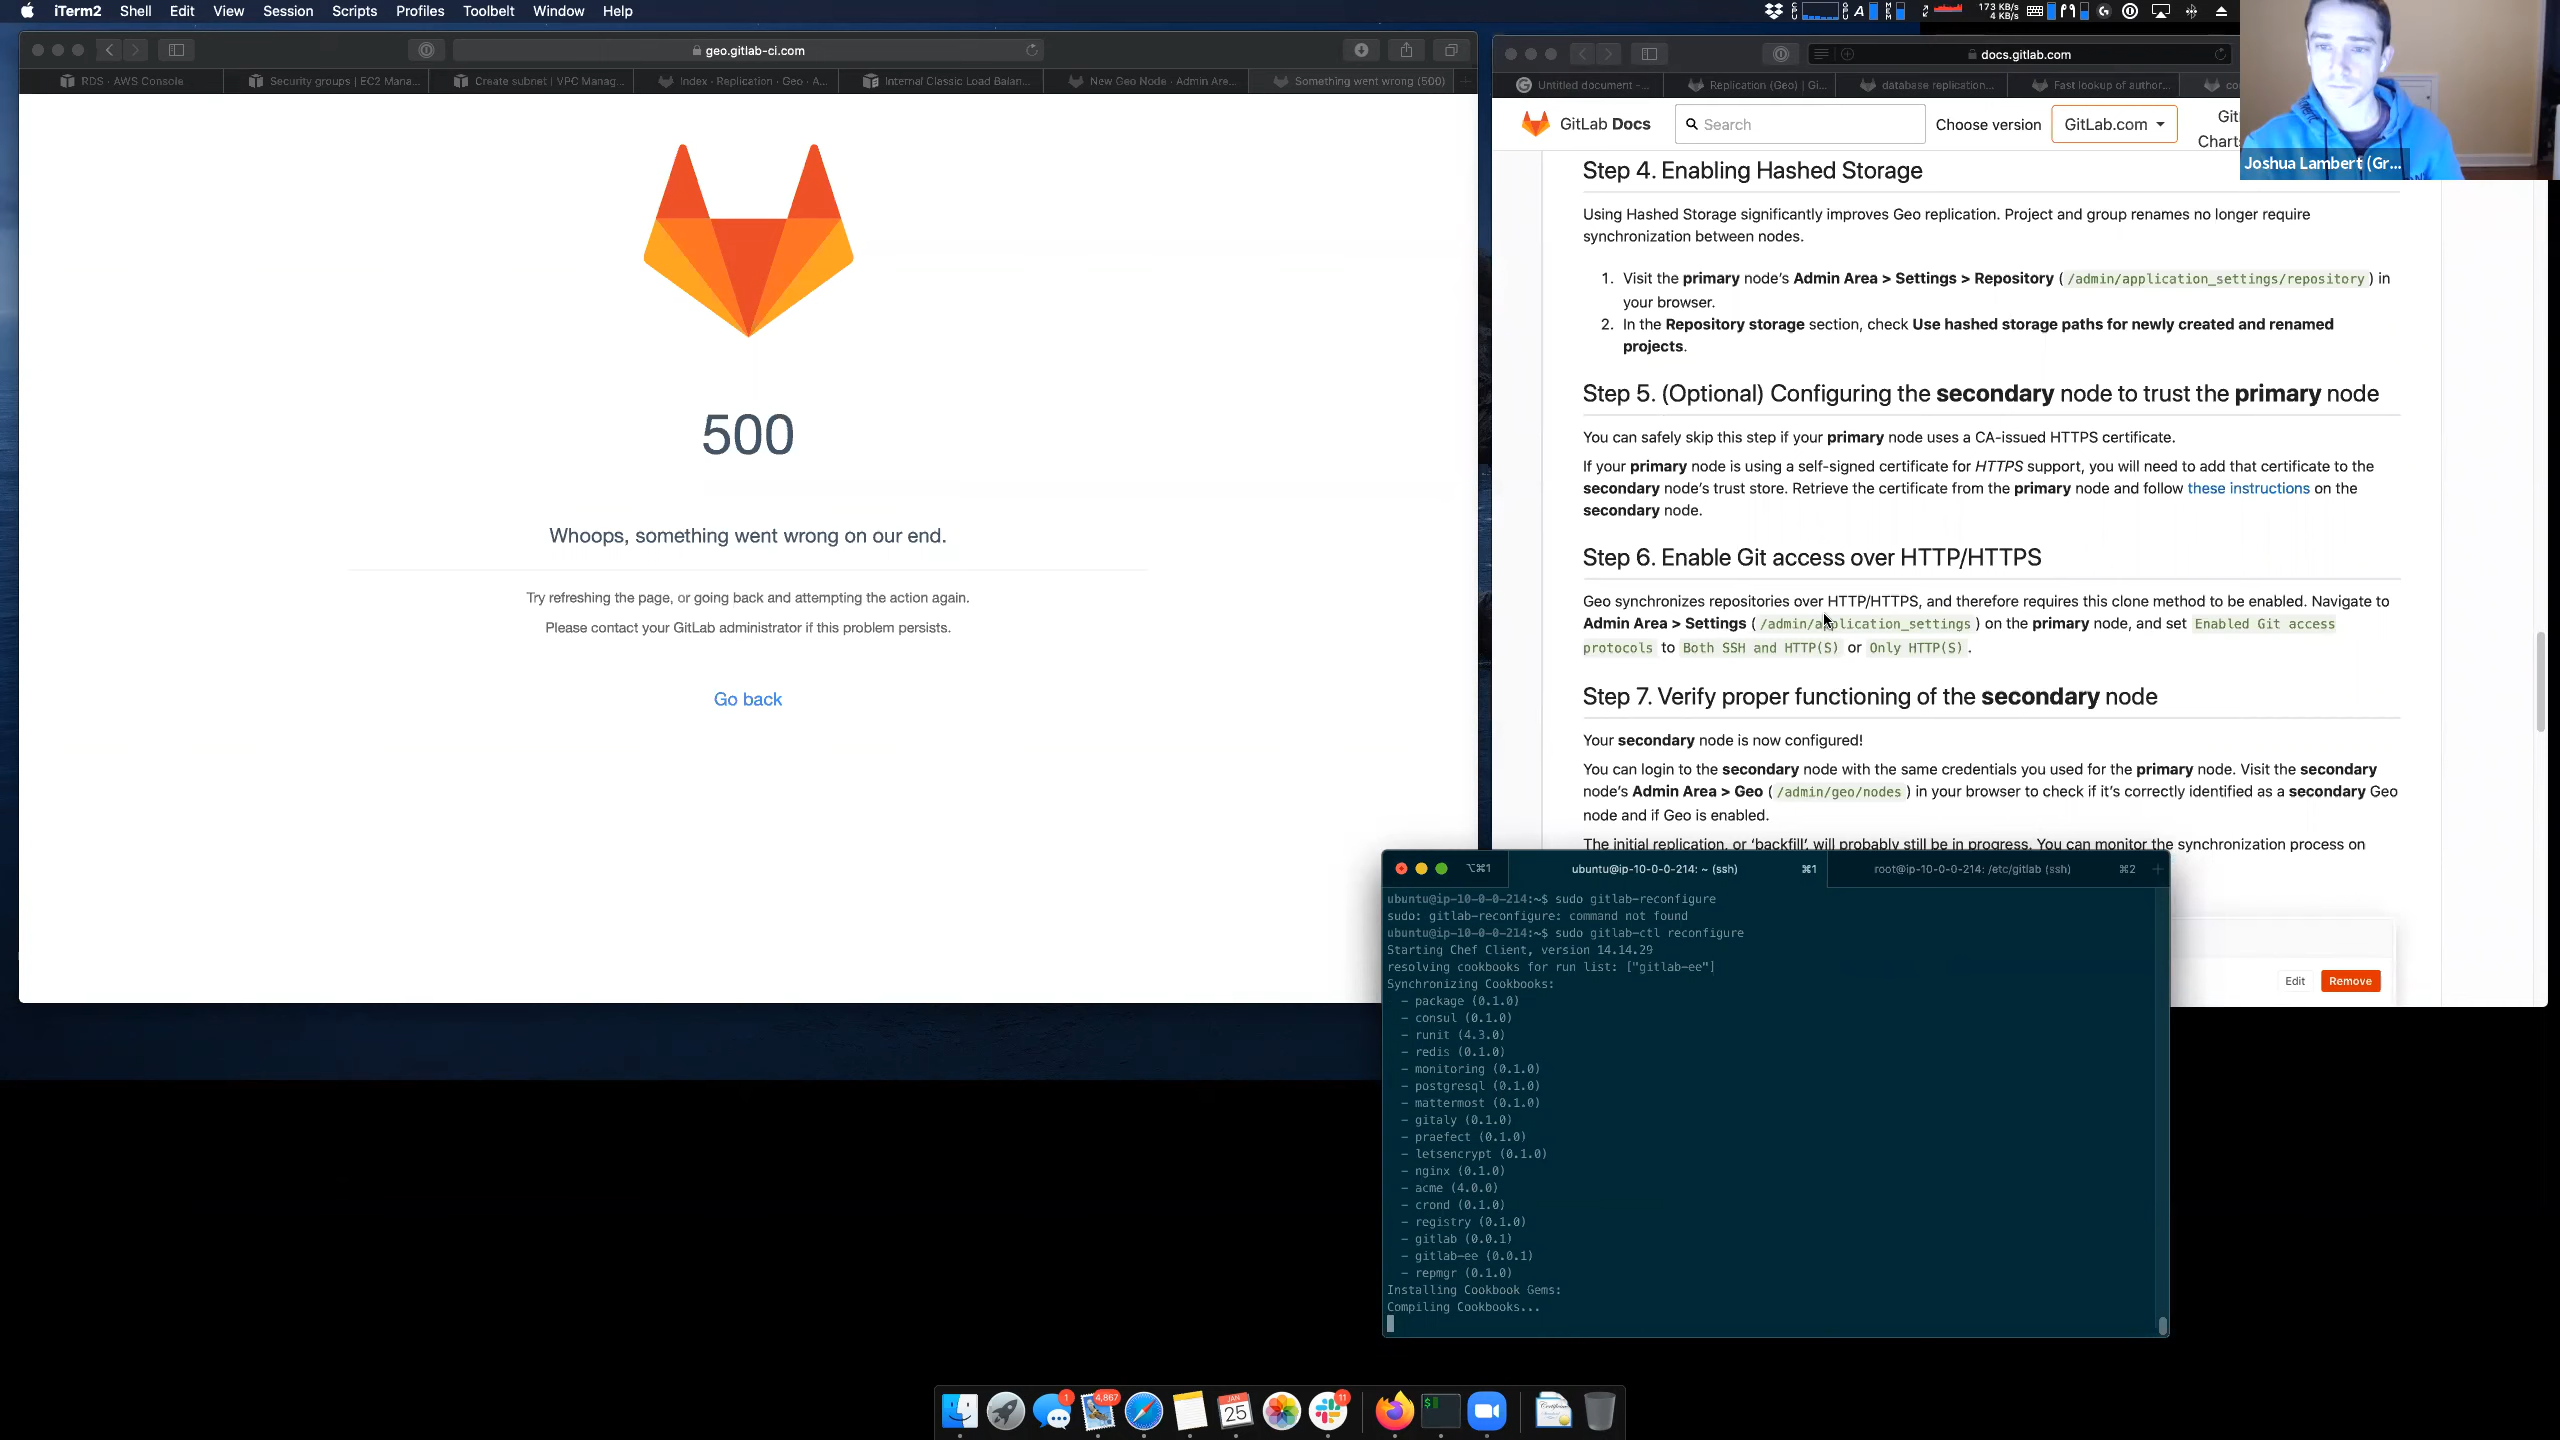 iTerm2 Shell Edit View Session Scripts Profiles Toolbelt Window Help
173 KB/s
4 KB/s
geo.gitlab-ci.com
RDS · AWS Console
Security groups | EC2 Mana...
Create subnet | VPC Manag...
Index · Replication · Geo · A...
Internal Classic Load Balan...
New Geo Node · Admin Are...
Something went wrong (500)
500
Whoops, something went wrong on our end.
Try refreshing the page, or going back and attempting the action again.
Please contact your GitLab administrator if this problem persists.
Go back
docs.gitlab.com
Untitled document -...
Replication (Geo) | Gi...
database replication...
Fast lookup of author...
co
GitLab Docs
Search
Choose version
GitLab.com
Git
Chart
Joshua Lambert (Gr...
Step 4. Enabling Hashed Storage
Using Hashed Storage significantly improves Geo replication. Project and group renames no longer require
synchronization between nodes.
1. Visit the primary node’s Admin Area > Settings > Repository ( /admin/application_settings/repository ) in
your browser.
2. In the Repository storage section, check Use hashed storage paths for newly created and renamed
projects.
Step 5. (Optional) Configuring the secondary node to trust the primary node
You can safely skip this step if your primary node uses a CA-issued HTTPS certificate.
If your primary node is using a self-signed certificate for HTTPS support, you will need to add that certificate to the
secondary node’s trust store. Retrieve the certificate from the primary node and follow these instructions on the
secondary node.
Step 6. Enable Git access over HTTP/HTTPS
Geo synchronizes repositories over HTTP/HTTPS, and therefore requires this clone method to be enabled. Navigate to
Admin Area > Settings ( /admin/application_settings ) on the primary node, and set Enabled Git access
protocols to Both SSH and HTTP(S) or Only HTTP(S) .
Step 7. Verify proper functioning of the secondary node
Your secondary node is now configured!
You can login to the secondary node with the same credentials you used for the primary node. Visit the secondary
node’s Admin Area > Geo ( /admin/geo/nodes ) in your browser to check if it’s correctly identified as a secondary Geo
node and if Geo is enabled.
The initial replication, or ‘backfill’, will probably still be in progress. You can monitor the synchronization process on
Edit Remove
⌥⌘1 ubuntu@ip-10-0-0-214: ~ (ssh) ⌘1 root@ip-10-0-0-214: /etc/gitlab (ssh) ⌘2
ubuntu@ip-10-0-0-214:~$ sudo gitlab-reconfigure
sudo: gitlab-reconfigure: command not found
ubuntu@ip-10-0-0-214:~$ sudo gitlab-ctl reconfigure
Starting Chef Client, version 14.14.29
resolving cookbooks for run list: ["gitlab-ee"]
Synchronizing Cookbooks:
- package (0.1.0)
- consul (0.1.0)
- runit (4.3.0)
- redis (0.1.0)
- monitoring (0.1.0)
- postgresql (0.1.0)
- mattermost (0.1.0)
- gitaly (0.1.0)
- praefect (0.1.0)
- letsencrypt (0.1.0)
- nginx (0.1.0)
- acme (4.0.0)
- crond (0.1.0)
- registry (0.1.0)
- gitlab (0.0.1)
- gitlab-ee (0.0.1)
- repmgr (0.1.0)
Installing Cookbook Gems:
Compiling Cookbooks...
1
4,867
JAN
25
11